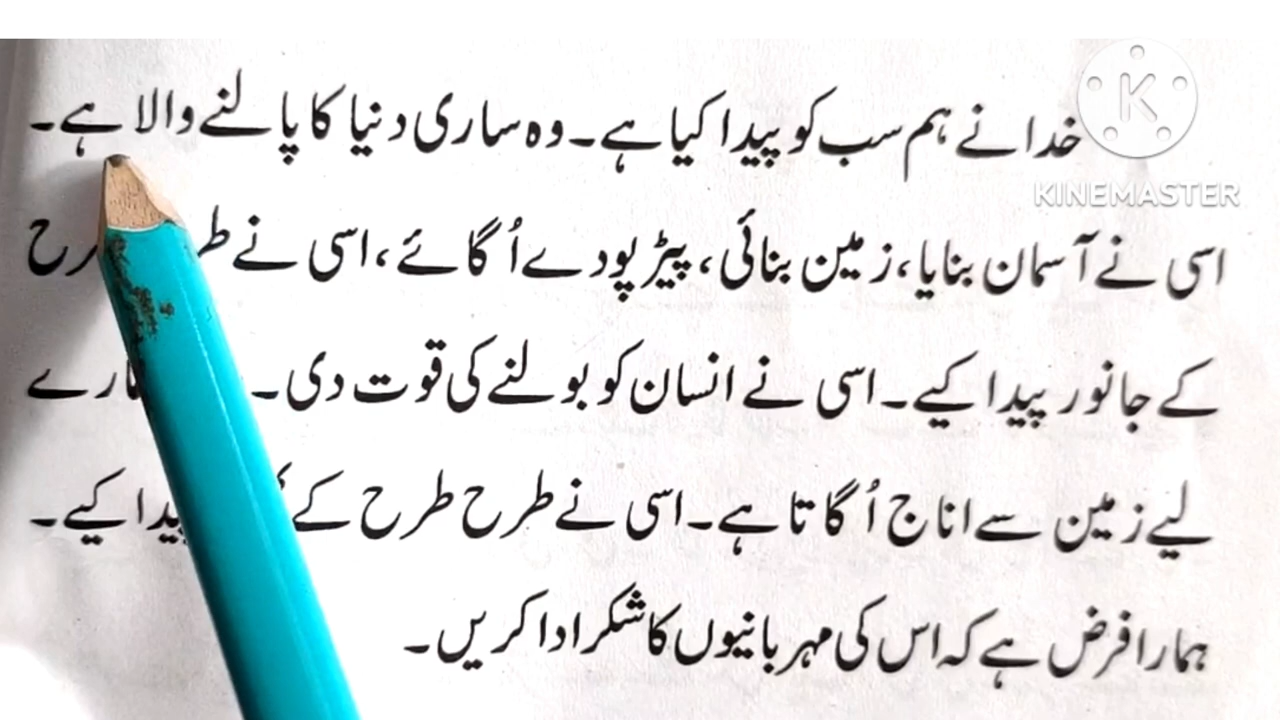 KINEMASTER
خدا نے ہم سب کو پیدا کیا ہے۔ وہ ساری دنیا کا پالنے والا ہے۔
اسی نے آسمان بنایا، زمین بنائی، پیڑ پودے اُگائے، اسی نے
کے جانور پیدا کیے۔ اسی نے انسان کو بولنے کی قوت دی۔
لیے زمین سے اناج اُگاتا ہے۔ اسی نے طرح طرح کے کیے۔
ہمارا فرض ہے کہ اس کی مہربانیوں کا شکر ادا کریں۔